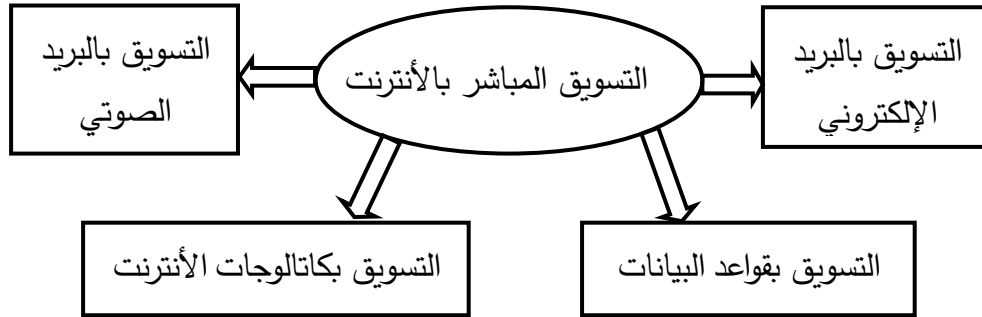 التسويق المباشر بالأنترنت
التسويق بالبريد
الإلكتروني
التسويق بالبريد
الصوتي
التسويق بقواعد البيانات
التسويق بكاتالوجات الأنترنت